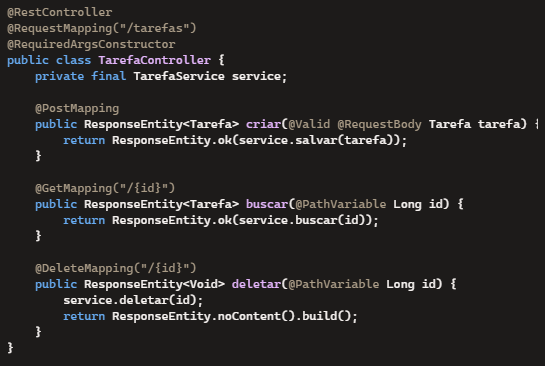 @RestController
@RequestMapping("/tarefas")
@RequiredArgsConstructor
public class TarefaController {
    private final TarefaService service;

    @PostMapping
    public ResponseEntity<Tarefa> criar(@Valid @RequestBody Tarefa tarefa) {
        return ResponseEntity.ok(service.salvar(tarefa));
    }

    @GetMapping("/{id}")
    public ResponseEntity<Tarefa> buscar(@PathVariable Long id) {
        return ResponseEntity.ok(service.buscar(id));
    }

    @DeleteMapping("/{id}")
    public ResponseEntity<Void> deletar(@PathVariable Long id) {
        service.deletar(id);
        return ResponseEntity.noContent().build();
    }
}